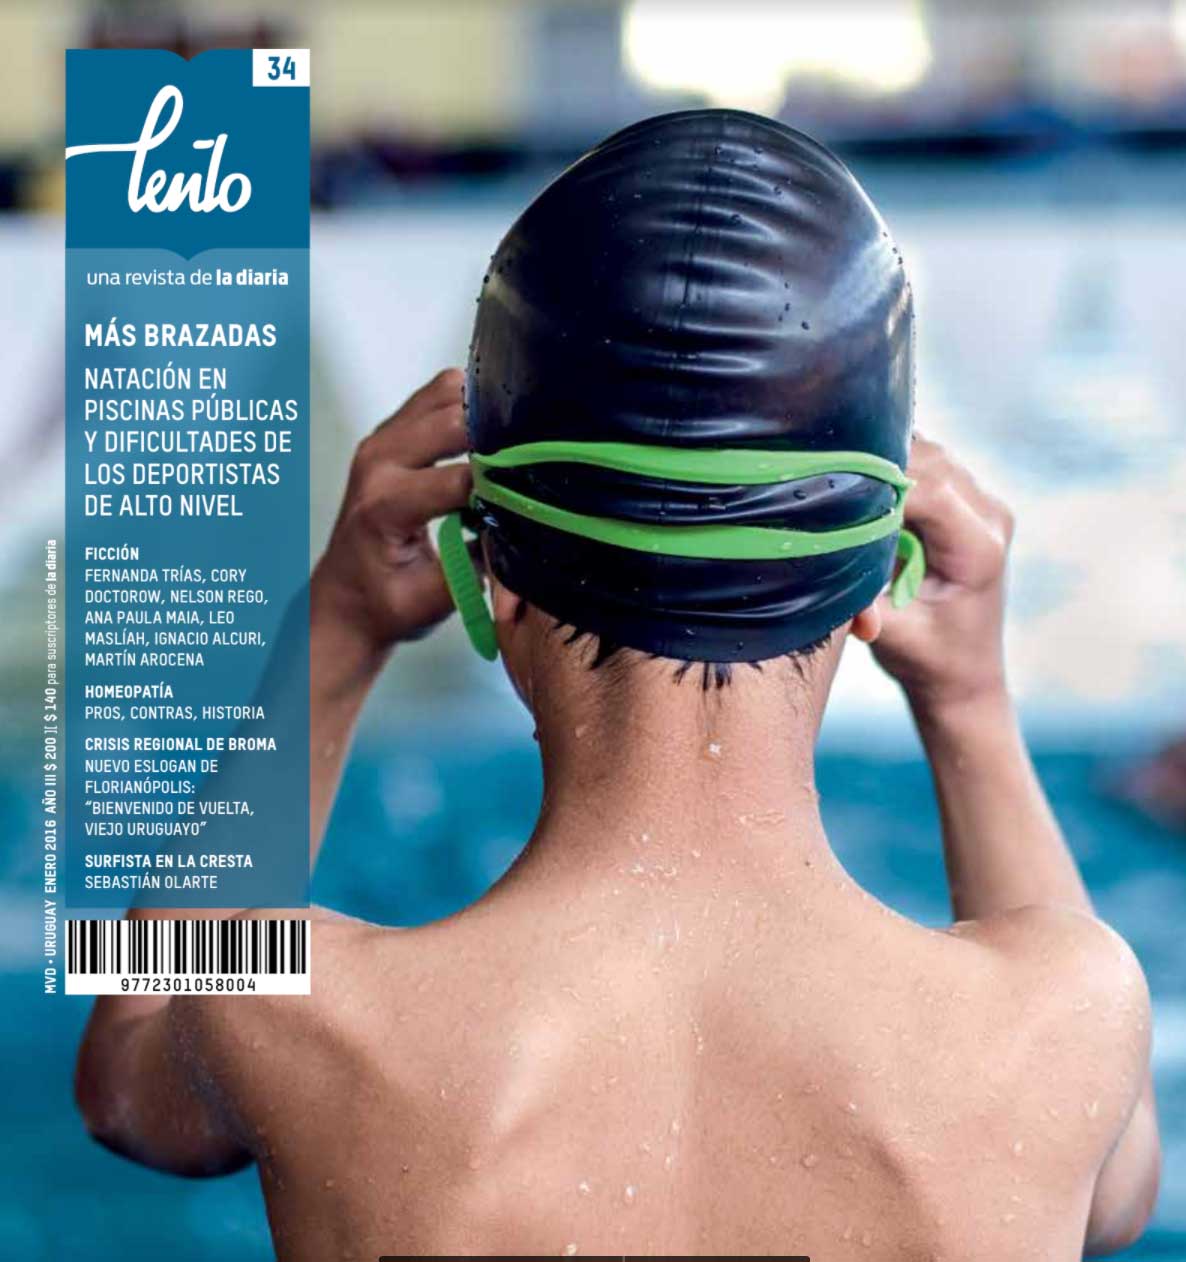 34
lento
una revista de la diaria
MÁS BRAZADAS
NATACIÓN EN
PISCINAS PÚBLICAS
Y DIFICULTADES DE
LOS DEPORTISTAS
DE ALTO NIVEL
FICCIÓN
FERNANDA TRÍAS, CORY
DOCTOROW, NELSON REGO,
ANA PAULA MAIA, LEO
MASLÍAH, IGNACIO ALCURI,
MARTÍN AROCENA
HOMEOPATÍA
PROS, CONTRAS, HISTORIA
CRISIS REGIONAL DE BROMA
NUEVO ESLOGAN DE
FLORIANÓPOLIS:
“BIENVENIDO DE VUELTA,
VIEJO URUGUAYO”
SURFISTA EN LA CRESTA
SEBASTIÁN OLARTE
9772301058004
MVD • URUGUAY ENERO 2016 AÑO III $ 200 ][ $ 140 para suscriptores de la diaria